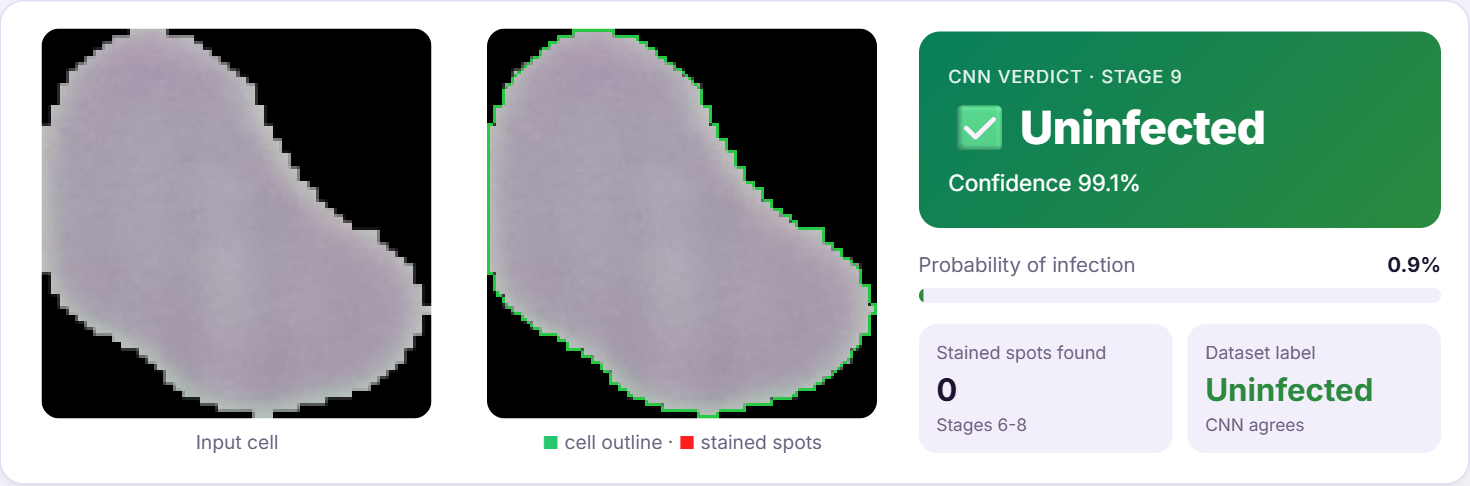 Input cell
cell outline · stained spots
CNN VERDICT · STAGE 9
✅ Uninfected
Confidence 99.1%
Probability of infection 0.9%
Stained spots found
0
Stages 6-8
Dataset label
Uninfected
CNN agrees